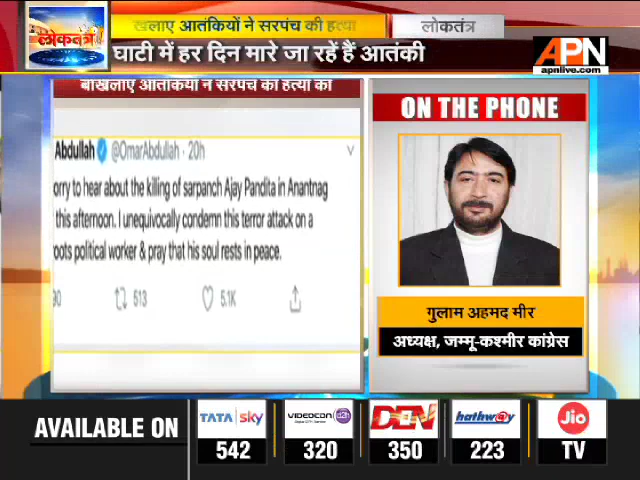 खलाए आतंकियों ने सरपंच की हत्या
लोकतंत्र
लोकतंत्र
घाटी में हर दिन मारे जा रहें हैं आतंकी
APN
apnlive.com
बौखलाए आतंकियों ने सरपंच की हत्या की
ON THE PHONE
Abdullah @OmarAbdullah · 20h
orry to hear about the killing of sarpanch Ajay Pandita in Anantnag
this afternoon. I unequivocally condemn this terror attack on a
oots political worker & pray that his soul rests in peace.
90 513 5.1K
गुलाम अहमद मीर
अध्यक्ष, जम्मू-कश्मीर कांग्रेस
AVAILABLE ON
TATA sky
542
VIDEOCON d2h
320
DEN
350
hathway
223
Jio
TV